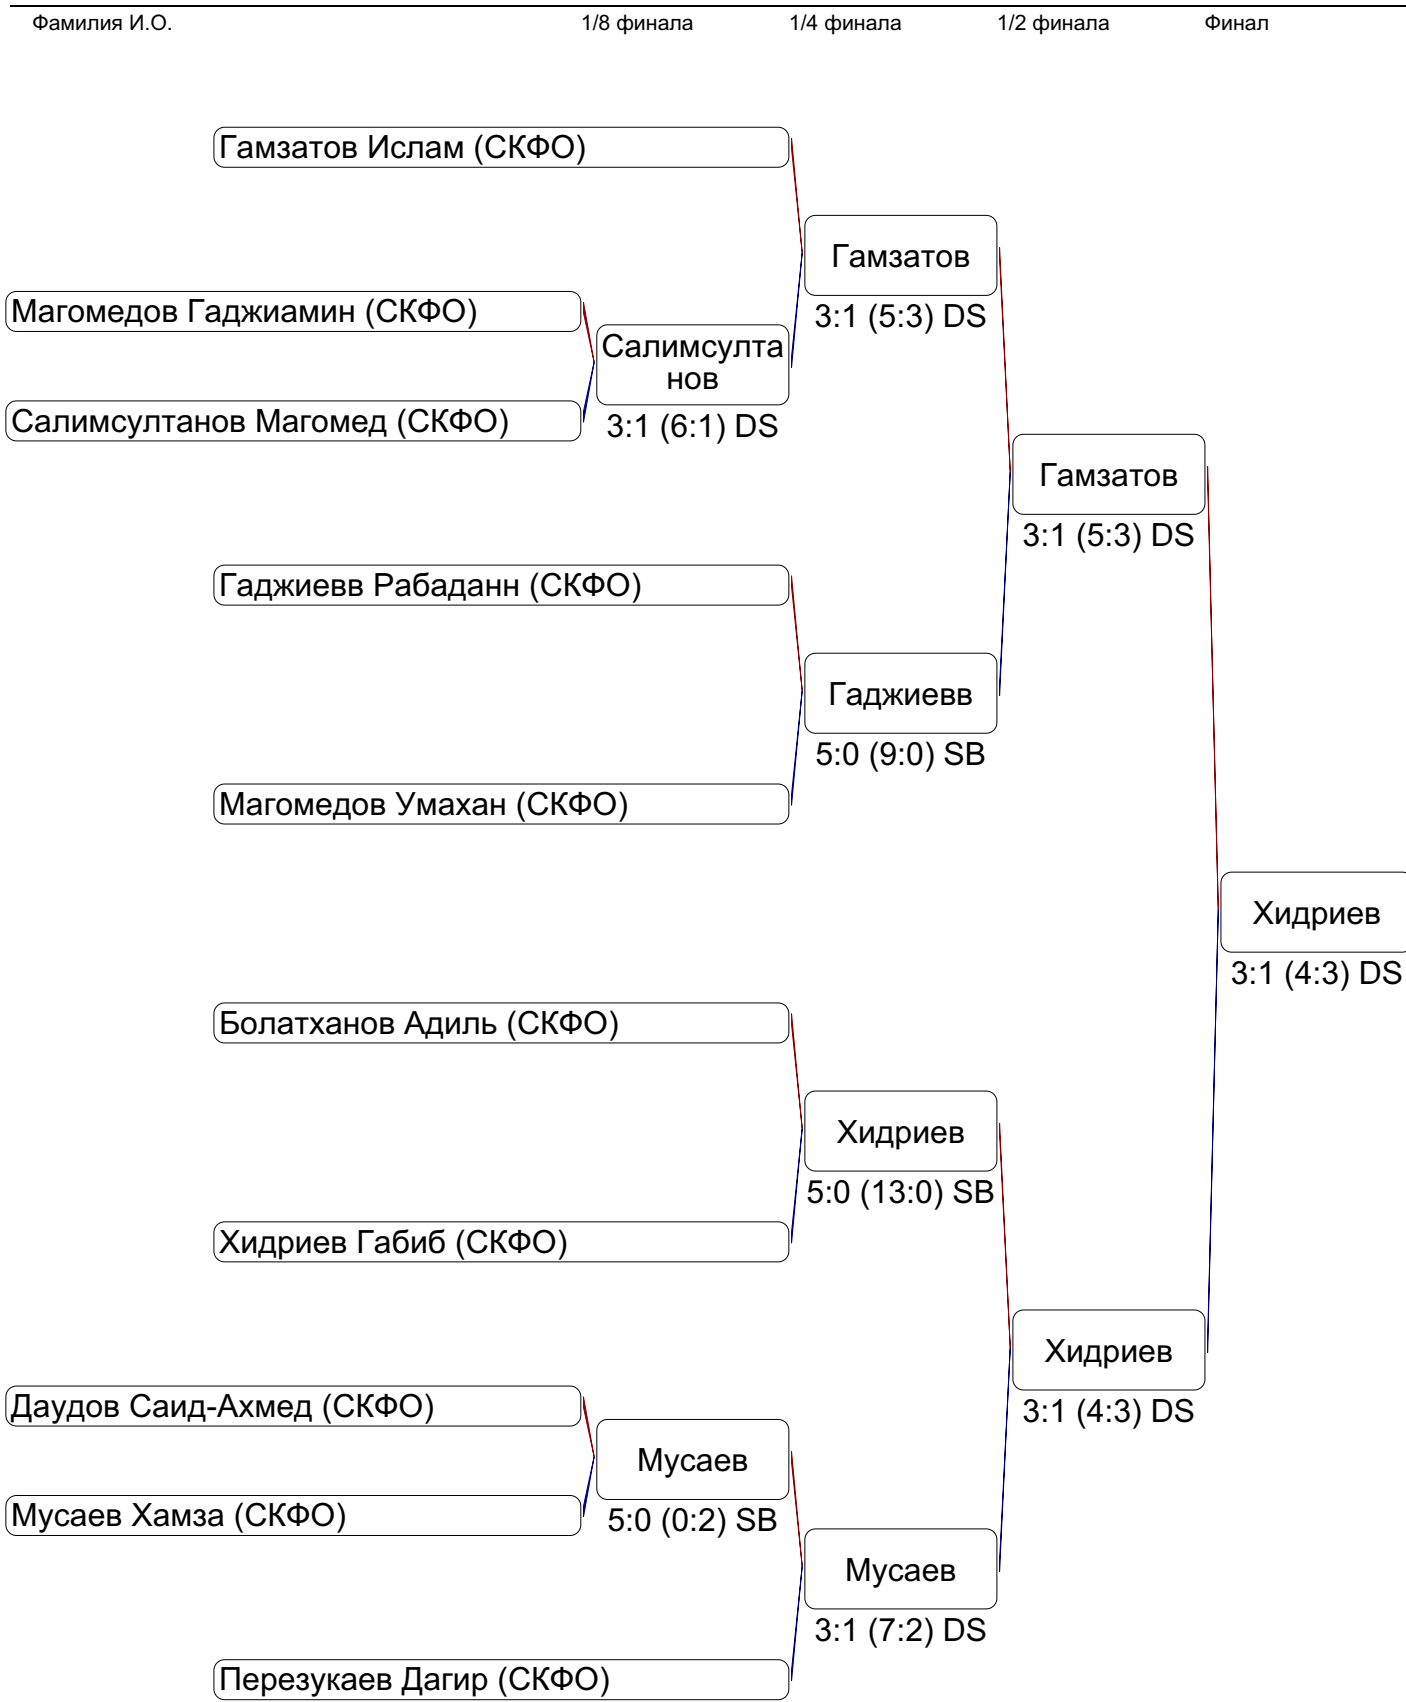 Фамилия И.О. 1/8 финала 1/4 финала 1/2 финала Финал
Гамзатов Ислам (СКФО)
Гамзатов
3:1 (5:3) DS
Магомедов Гаджиамин (СКФО)
Салимсулта
нов
3:1 (6:1) DS
Салимсултанов Магомед (СКФО)
Гамзатов
3:1 (5:3) DS
Гаджиевв Рабаданн (СКФО)
Гаджиевв
5:0 (9:0) SB
Магомедов Умахан (СКФО)
Хидриев
3:1 (4:3) DS
Болатханов Адиль (СКФО)
Хидриев
5:0 (13:0) SB
Хидриев Габиб (СКФО)
Хидриев
3:1 (4:3) DS
Даудов Саид-Ахмед (СКФО)
Мусаев
5:0 (0:2) SB
Мусаев Хамза (СКФО)
Мусаев
3:1 (7:2) DS
Перезукаев Дагир (СКФО)